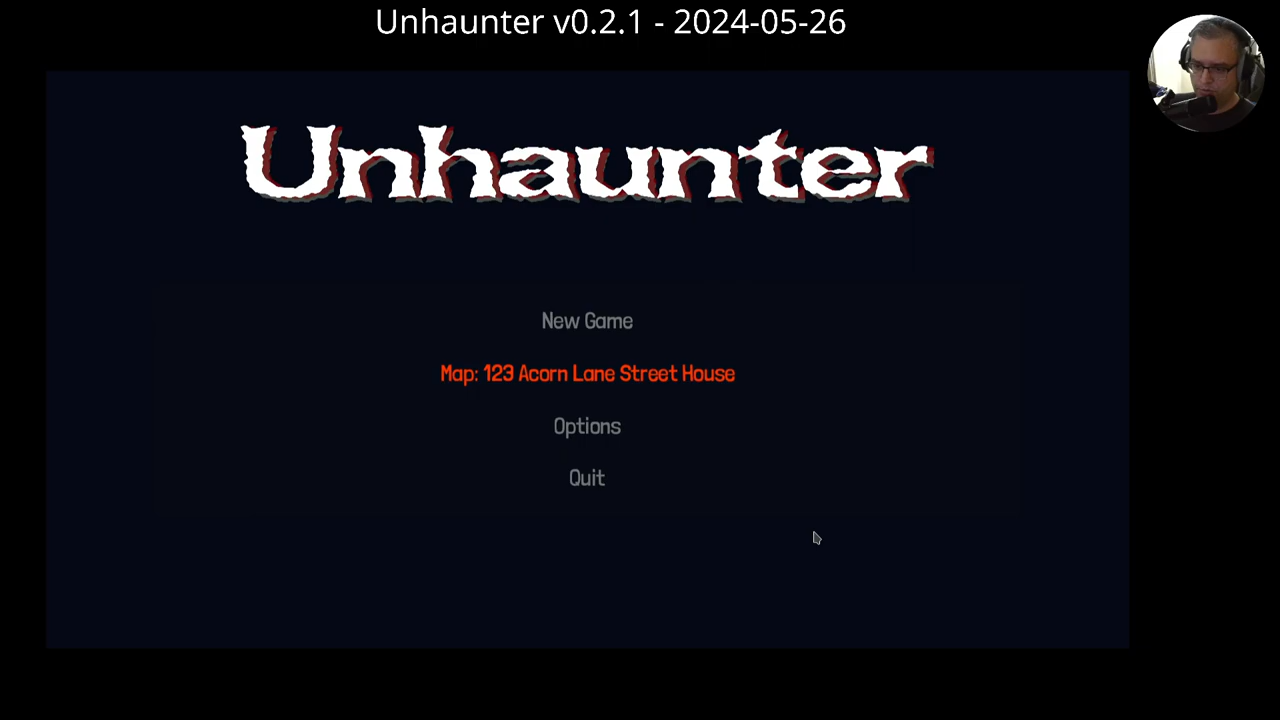 Unhaunter v0.2.1 - 2024-05-26
Unhaunter
New Game
Map: 123 Acorn Lane Street House
Options
Quit